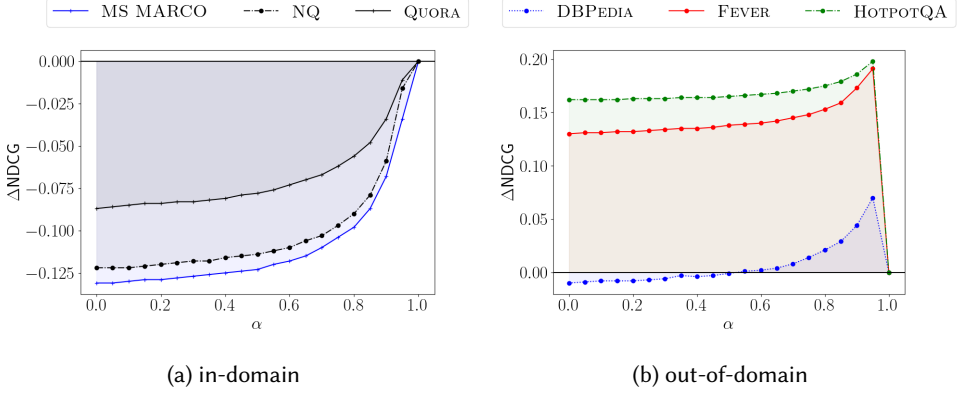 MS MARCO NQ QUORA
DBPEDIA FEVER HOTPOTQA
0.000
−0.025
−0.050
−0.075
−0.100
−0.125
ΔNDCG
0.0 0.2 0.4 0.6 0.8 1.0
α
(a) in-domain
0.20
0.15
0.10
0.05
0.00
ΔNDCG
0.0 0.2 0.4 0.6 0.8 1.0
α
(b) out-of-domain